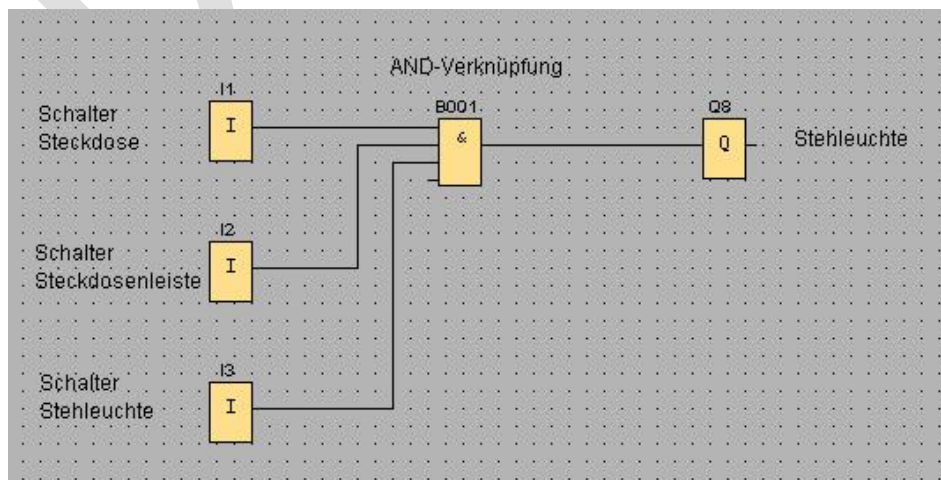 AND-Verknüpfung
I1
B001
Q8
Schalter
Steckdose
I
&
Q
Stehleuchte
I2
Schalter
Steckdosenleiste
I
I3
Schalter
Stehleuchte
I